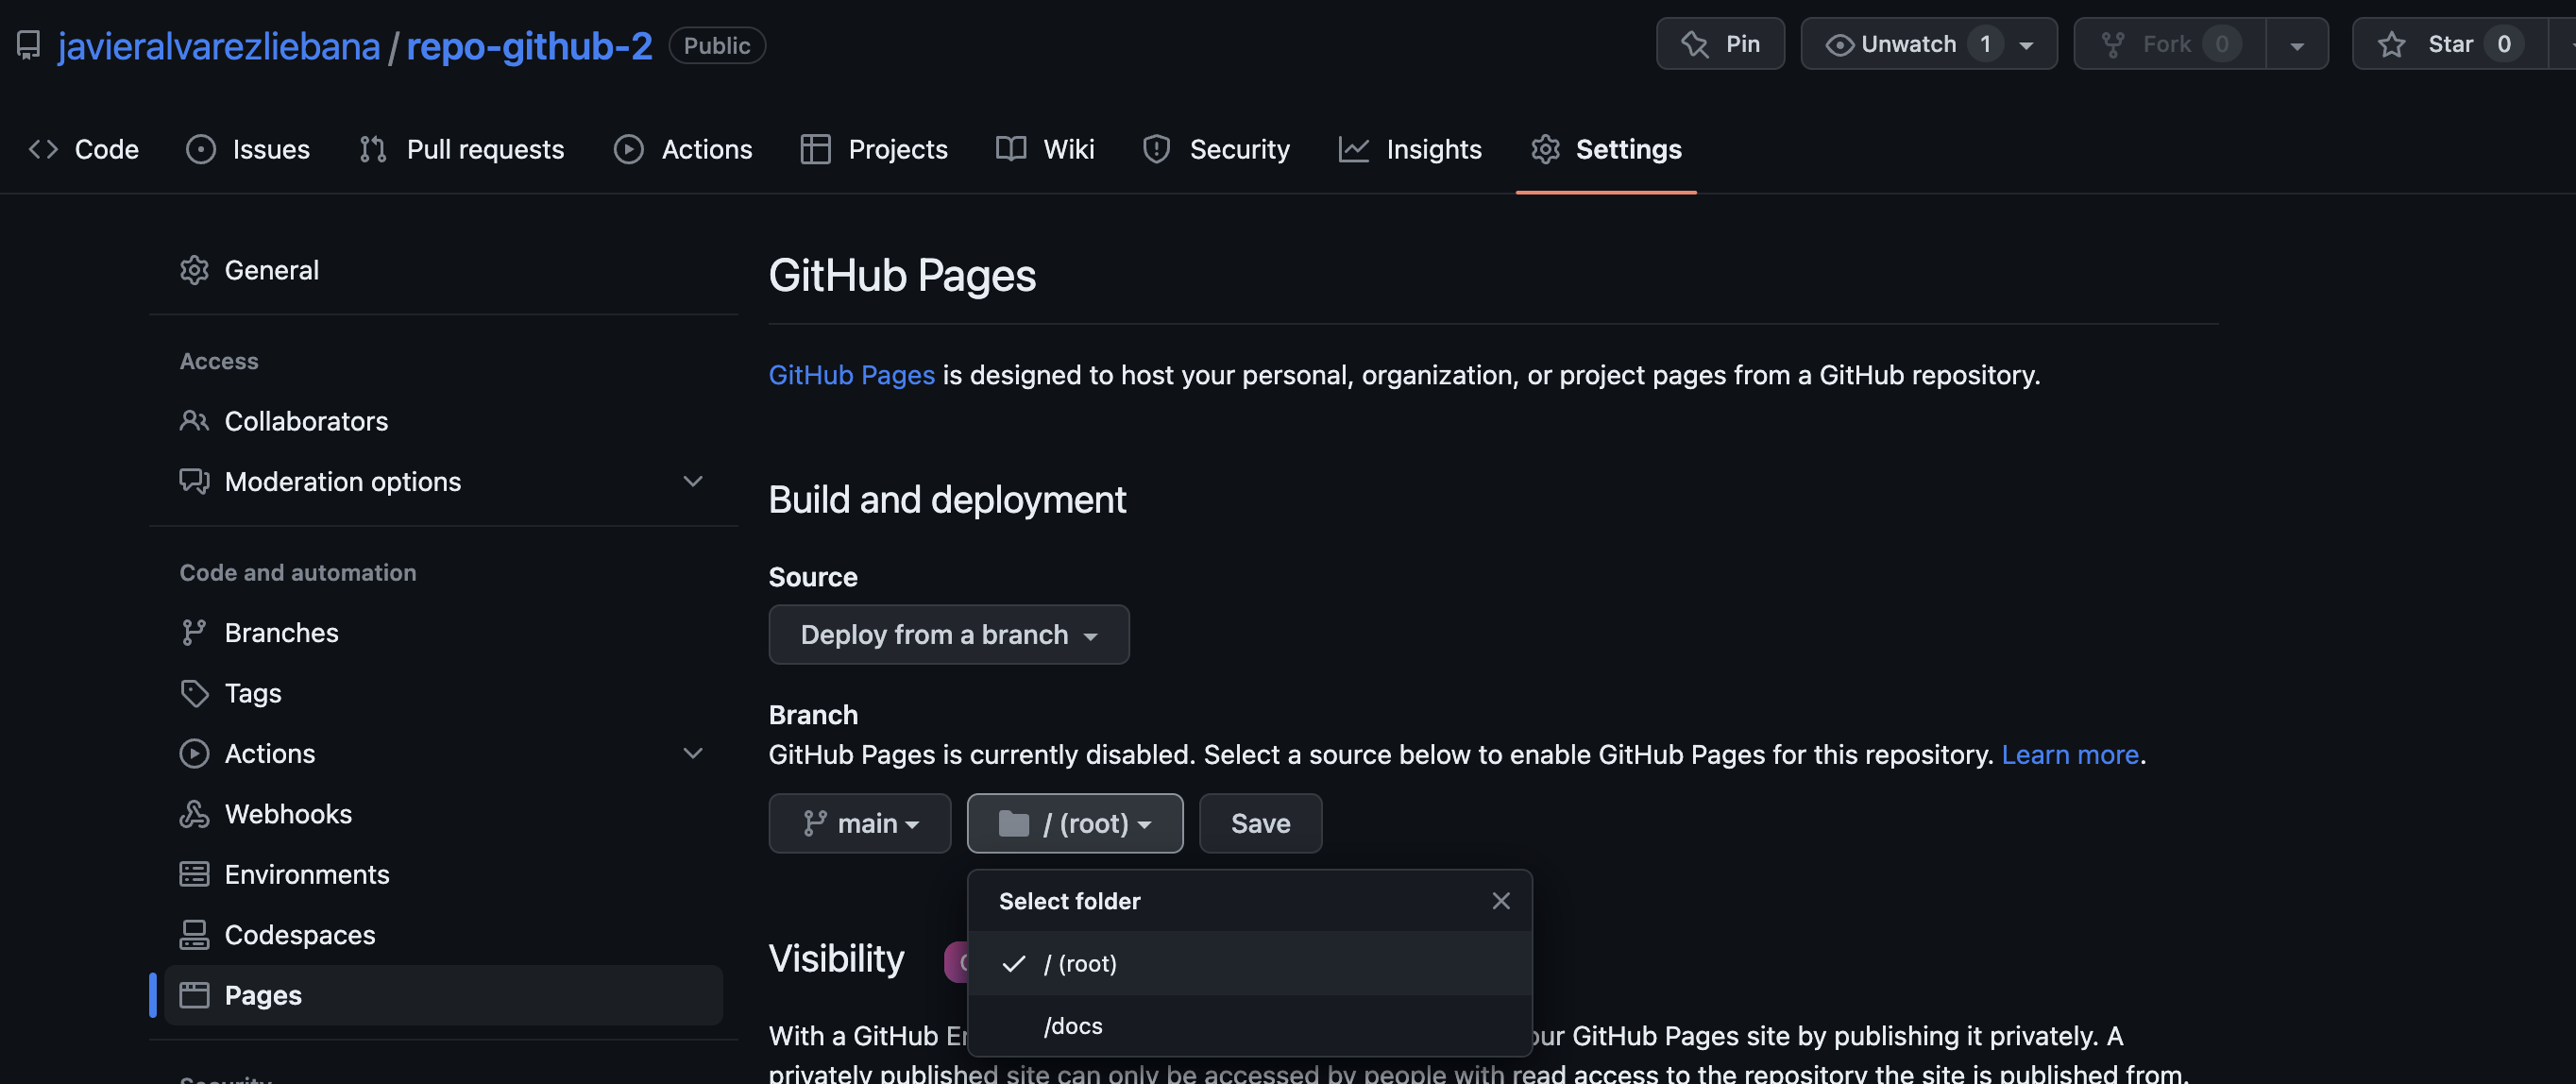 javieralvarezliebana / repo-github-2 Public Pin Unwatch 1 Fork 0 Star 0
Code Issues Pull requests Actions Projects Wiki Security Insights Settings
General
Access
Collaborators
Moderation options
Code and automation
Branches
Tags
Actions
Webhooks
Environments
Codespaces
Pages
Security
GitHub Pages
GitHub Pages is designed to host your personal, organization, or project pages from a GitHub repository.
Build and deployment
Source
Deploy from a branch
Branch
GitHub Pages is currently disabled. Select a source below to enable GitHub Pages for this repository. Learn more.
main / (root) Save
Select folder
/ (root)
/docs
Visibility
With a GitHub our GitHub Pages site by publishing it privately. A
privately published site can only be accessed by people with read access to the repository the site is published from.